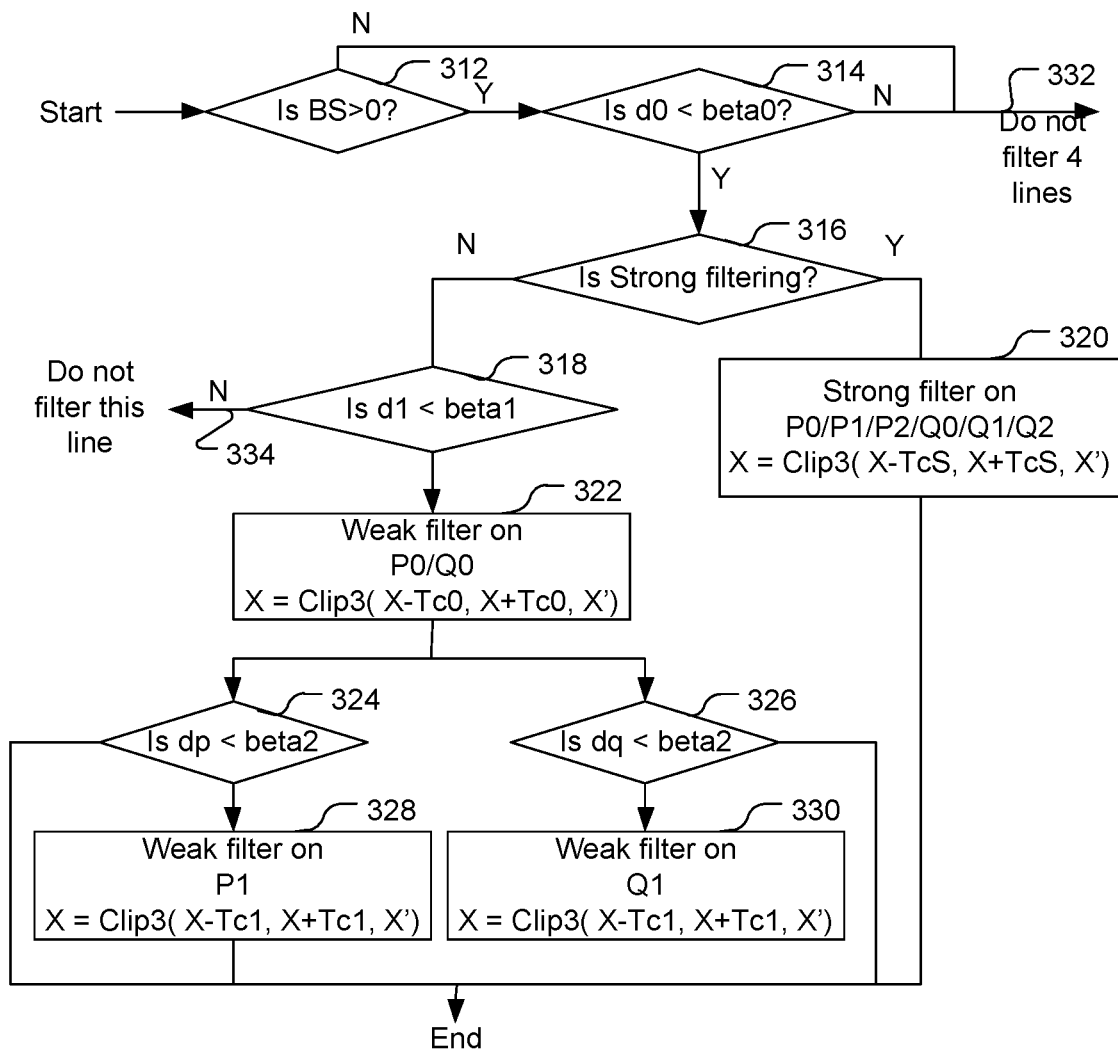 N
312
314
332
Start
Is BS>0?
Y
Is d0 < beta0?
N
Do not
filter 4
lines
Y
316
N
Y
Is Strong filtering?
320
Do not
filter this
line
N
318
Is d1 < beta1
334
Strong filter on
P0/P1/P2/Q0/Q1/Q2
X = Clip3( X-TcS, X+TcS, X')
322
Weak filter on
P0/Q0
X = Clip3( X-Tc0, X+Tc0, X')
324
326
Is dp < beta2
Is dq < beta2
328
330
Weak filter on
P1
X = Clip3( X-Tc1, X+Tc1, X')
Weak filter on
Q1
X = Clip3( X-Tc1, X+Tc1, X')
End